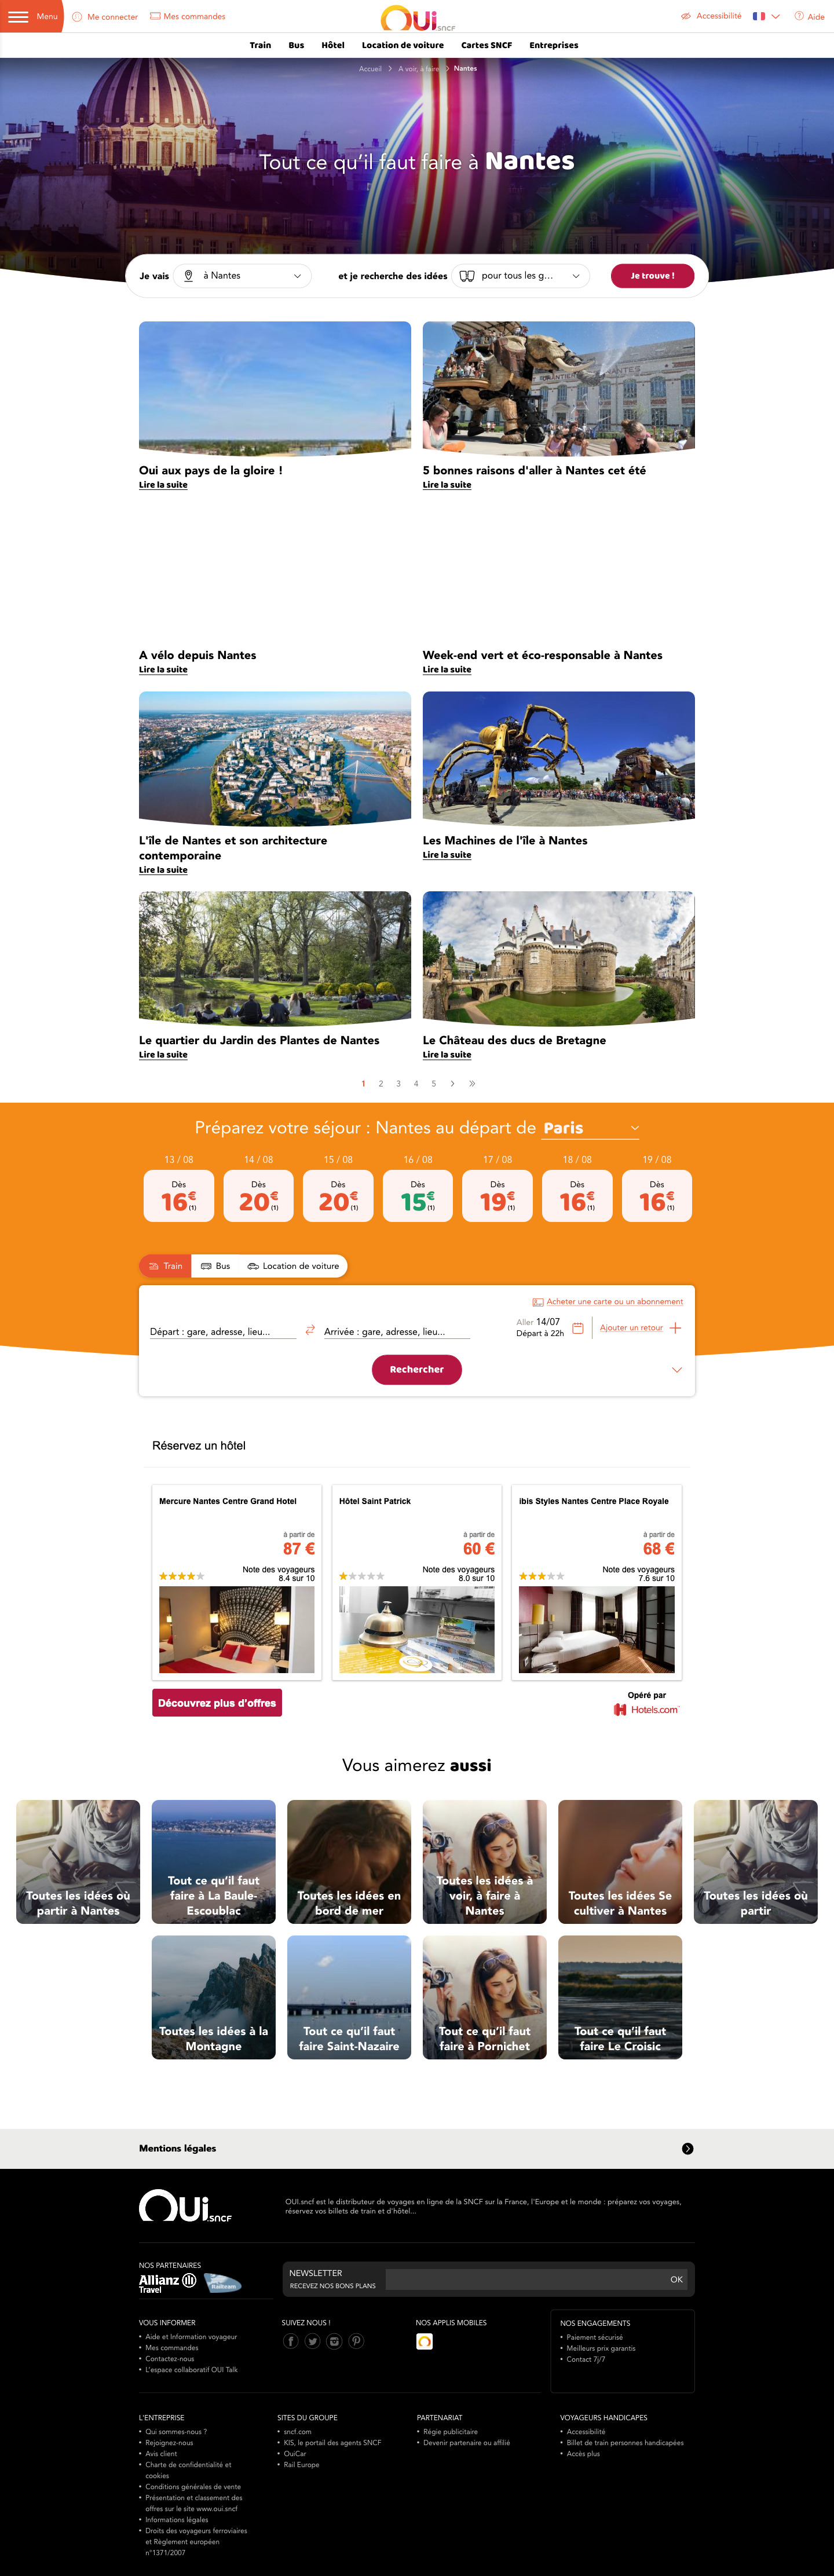 Menu
Me connecter
Mes commandes
OUi.sncf
Accessibilité
Aide
Train
Bus
Hôtel
Location de voiture
Cartes SNCF
Entreprises
Accueil
A voir, à faire
Nantes
Tout ce qu'il faut faire à Nantes
Je vais
à Nantes
et je recherche des idées
pour tous les g...
Je trouve !
NANTES
Oui aux pays de la gloire !
Lire la suite
5 bonnes raisons d'aller à Nantes cet été
Lire la suite
A vélo depuis Nantes
Lire la suite
Week-end vert et éco-responsable à Nantes
Lire la suite
L'île de Nantes et son architecture
contemporaine
Lire la suite
Les Machines de l'île à Nantes
Lire la suite
Le quartier du Jardin des Plantes de Nantes
Lire la suite
Le Château des ducs de Bretagne
Lire la suite
1 2 3 4 5 > »
Préparez votre séjour : Nantes au départ de Paris
13 / 08
14 / 08
15 / 08
16 / 08
17 / 08
18 / 08
19 / 08
Dès
16€(1)
Dès
20€(1)
Dès
20€(1)
Dès
15€(1)
Dès
19€(1)
Dès
16€(1)
Dès
16€(1)
Train
Bus
Location de voiture
Acheter une carte ou un abonnement
Départ : gare, adresse, lieu...
Arrivée : gare, adresse, lieu...
Aller 14/07
Départ à 22h
Ajouter un retour
Rechercher
Réservez un hôtel
Mercure Nantes Centre Grand Hotel
à partir de
87 €
Note des voyageurs
8.4 sur 10
Hôtel Saint Patrick
à partir de
60 €
Note des voyageurs
8.0 sur 10
ibis Styles Nantes Centre Place Royale
à partir de
68 €
Note des voyageurs
7.6 sur 10
Découvrez plus d'offres
Opéré par
Hotels.com
Vous aimerez aussi
Toutes les idées où
partir à Nantes
Tout ce qu'il faut
faire à La Baule-
Escoublac
Toutes les idées en
bord de mer
Toutes les idées à
voir, à faire à
Nantes
Toutes les idées Se
cultiver à Nantes
Toutes les idées où
partir
Toutes les idées à la
Montagne
Tout ce qu'il faut
faire Saint-Nazaire
Tout ce qu'il faut
faire à Pornichet
Tout ce qu'il faut
faire Le Croisic
Mentions légales
OUi.sncf
OUI.sncf est le distributeur de voyages en ligne de la SNCF sur la France, l'Europe et le monde : préparez vos voyages,
réservez vos billets de train et d'hôtel...
NOS PARTENAIRES
Allianz
Travel
Railteam
NEWSLETTER
RECEVEZ NOS BONS PLANS
OK
VOUS INFORMER
• Aide et Information voyageur
• Mes commandes
• Contactez-nous
• L'espace collaboratif OUI Talk
SUIVEZ NOUS !
NOS APPLIS MOBILES
NOS ENGAGEMENTS
• Paiement sécurisé
• Meilleurs prix garantis
• Contact 7j/7
L'ENTREPRISE
• Qui sommes-nous ?
• Rejoignez-nous
• Avis client
• Charte de confidentialité et
cookies
• Conditions générales de vente
• Présentation et classement des
offres sur le site www.oui.sncf
• Informations légales
• Droits des voyageurs ferroviaires
et Règlement européen
n°1371/2007
SITES DU GROUPE
• sncf.com
• KIS, le portail des agents SNCF
• OuiCar
• Rail Europe
PARTENARIAT
• Régie publicitaire
• Devenir partenaire ou affilié
VOYAGEURS HANDICAPES
• Accessibilité
• Billet de train personnes handicapées
• Accès plus